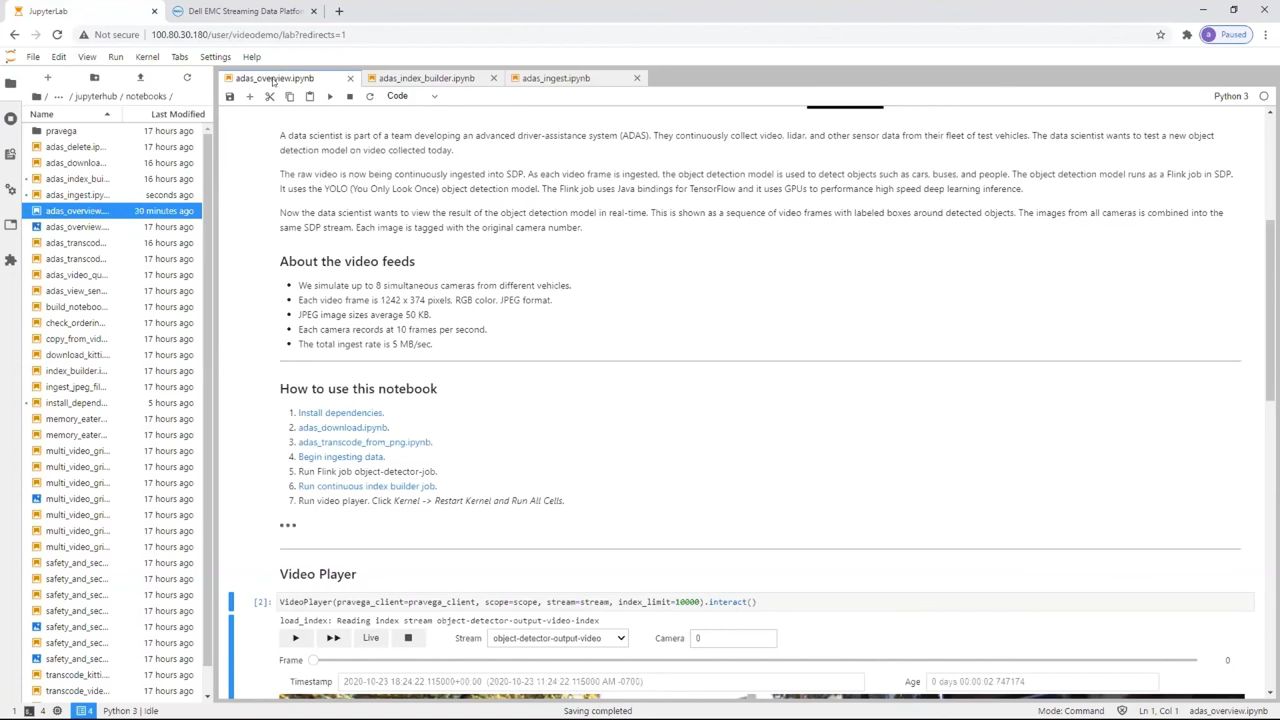 JupyterLab
Dell EMC Streaming Data Platfo
Not secure
100.80.30.180/user/videodemo/lab?redirects=1
a
Paused
File Edit View Run Kernel Tabs Settings Help
adas_overview.ipynb
adas_index_builder.ipynb
adas_ingest.ipynb
/ ... / jupyterhub / notebooks /
Code
Python 3
Name
Last Modified
pravega 17 hours ago
adas_delete.ip... 17 hours ago
adas_downloa... 16 hours ago
adas_index_bui... 16 hours ago
adas_ingest.ipy... seconds ago
adas_overview.... 30 minutes ago
adas_overview.... 17 hours ago
adas_transcod... 16 hours ago
adas_transcod... 17 hours ago
adas_video_qu... 17 hours ago
adas_view_sen... 17 hours ago
build_noteboo... 17 hours ago
check_ordering... 17 hours ago
copy_from_vid... 17 hours ago
download_kitti... 17 hours ago
index_builder.i... 17 hours ago
ingest_jpeg_fil... 17 hours ago
install_depend... 5 hours ago
memory_eater... 17 hours ago
memory_eater... 17 hours ago
multi_video_gri... 17 hours ago
multi_video_gri... 17 hours ago
multi_video_gri... 17 hours ago
multi_video_gri... 17 hours ago
multi_video_gri... 17 hours ago
multi_video_gri... 17 hours ago
multi_video_gri... 17 hours ago
safety_and_sec... 17 hours ago
safety_and_sec... 17 hours ago
safety_and_sec... 17 hours ago
safety_and_sec... 17 hours ago
safety_and_sec... 17 hours ago
safety_and_sec... 17 hours ago
safety_and_sec... 17 hours ago
transcode_kitti... 17 hours ago
transcode_vide... 17 hours ago
A data scientist is part of a team developing an advanced driver-assistance system (ADAS). They continuously collect video, lidar, and other sensor data from their fleet of test vehicles. The data scientist wants to test a new object
detection model on video collected today.
The raw video is now being continuously ingested into SDP. As each video frame is ingested, the object detection model is used to detect objects such as cars, buses, and people. The object detection model runs as a Flink job in SDP.
It uses the YOLO (You Only Look Once) object detection model. The Flink job uses Java bindings for TensorFlow and it uses GPUs to performance high speed deep learning inference.
Now the data scientist wants to view the result of the object detection model in real-time. This is shown as a sequence of video frames with labeled boxes around detected objects. The images from all cameras is combined into the
same SDP stream. Each image is tagged with the original camera number.
About the video feeds
• We simulate up to 8 simultaneous cameras from different vehicles.
• Each video frame is 1242 x 374 pixels, RGB color, JPEG format.
• JPEG image sizes average 50 KB.
• Each camera records at 10 frames per second.
• The total ingest rate is 5 MB/sec.
How to use this notebook
1. Install dependencies.
2. adas_download.ipynb.
3. adas_transcode_from_png.ipynb.
4. Begin ingesting data.
5. Run Flink job object-detector-job.
6. Run continuous index builder job.
7. Run video player. Click Kernel -> Restart Kernel and Run All Cells.
Video Player
[2]: VideoPlayer(pravega_client=pravega_client, scope=scope, stream=stream, index_limit=10000).interact()
load_index: Reading index stream object-detector-output-video-index
Live
Stream object-detector-output-video
Camera 0
Frame 0
Timestamp 2020-10-23 18:24:22.115000+00:00 (2020-10-23 11:24:22.115000 AM -0700)
Age 0 days 00:00:02.747174
1 4 4 Python 3 | Idle
Saving completed
Mode: Command Ln 1, Col 1 adas_overview.ipynb